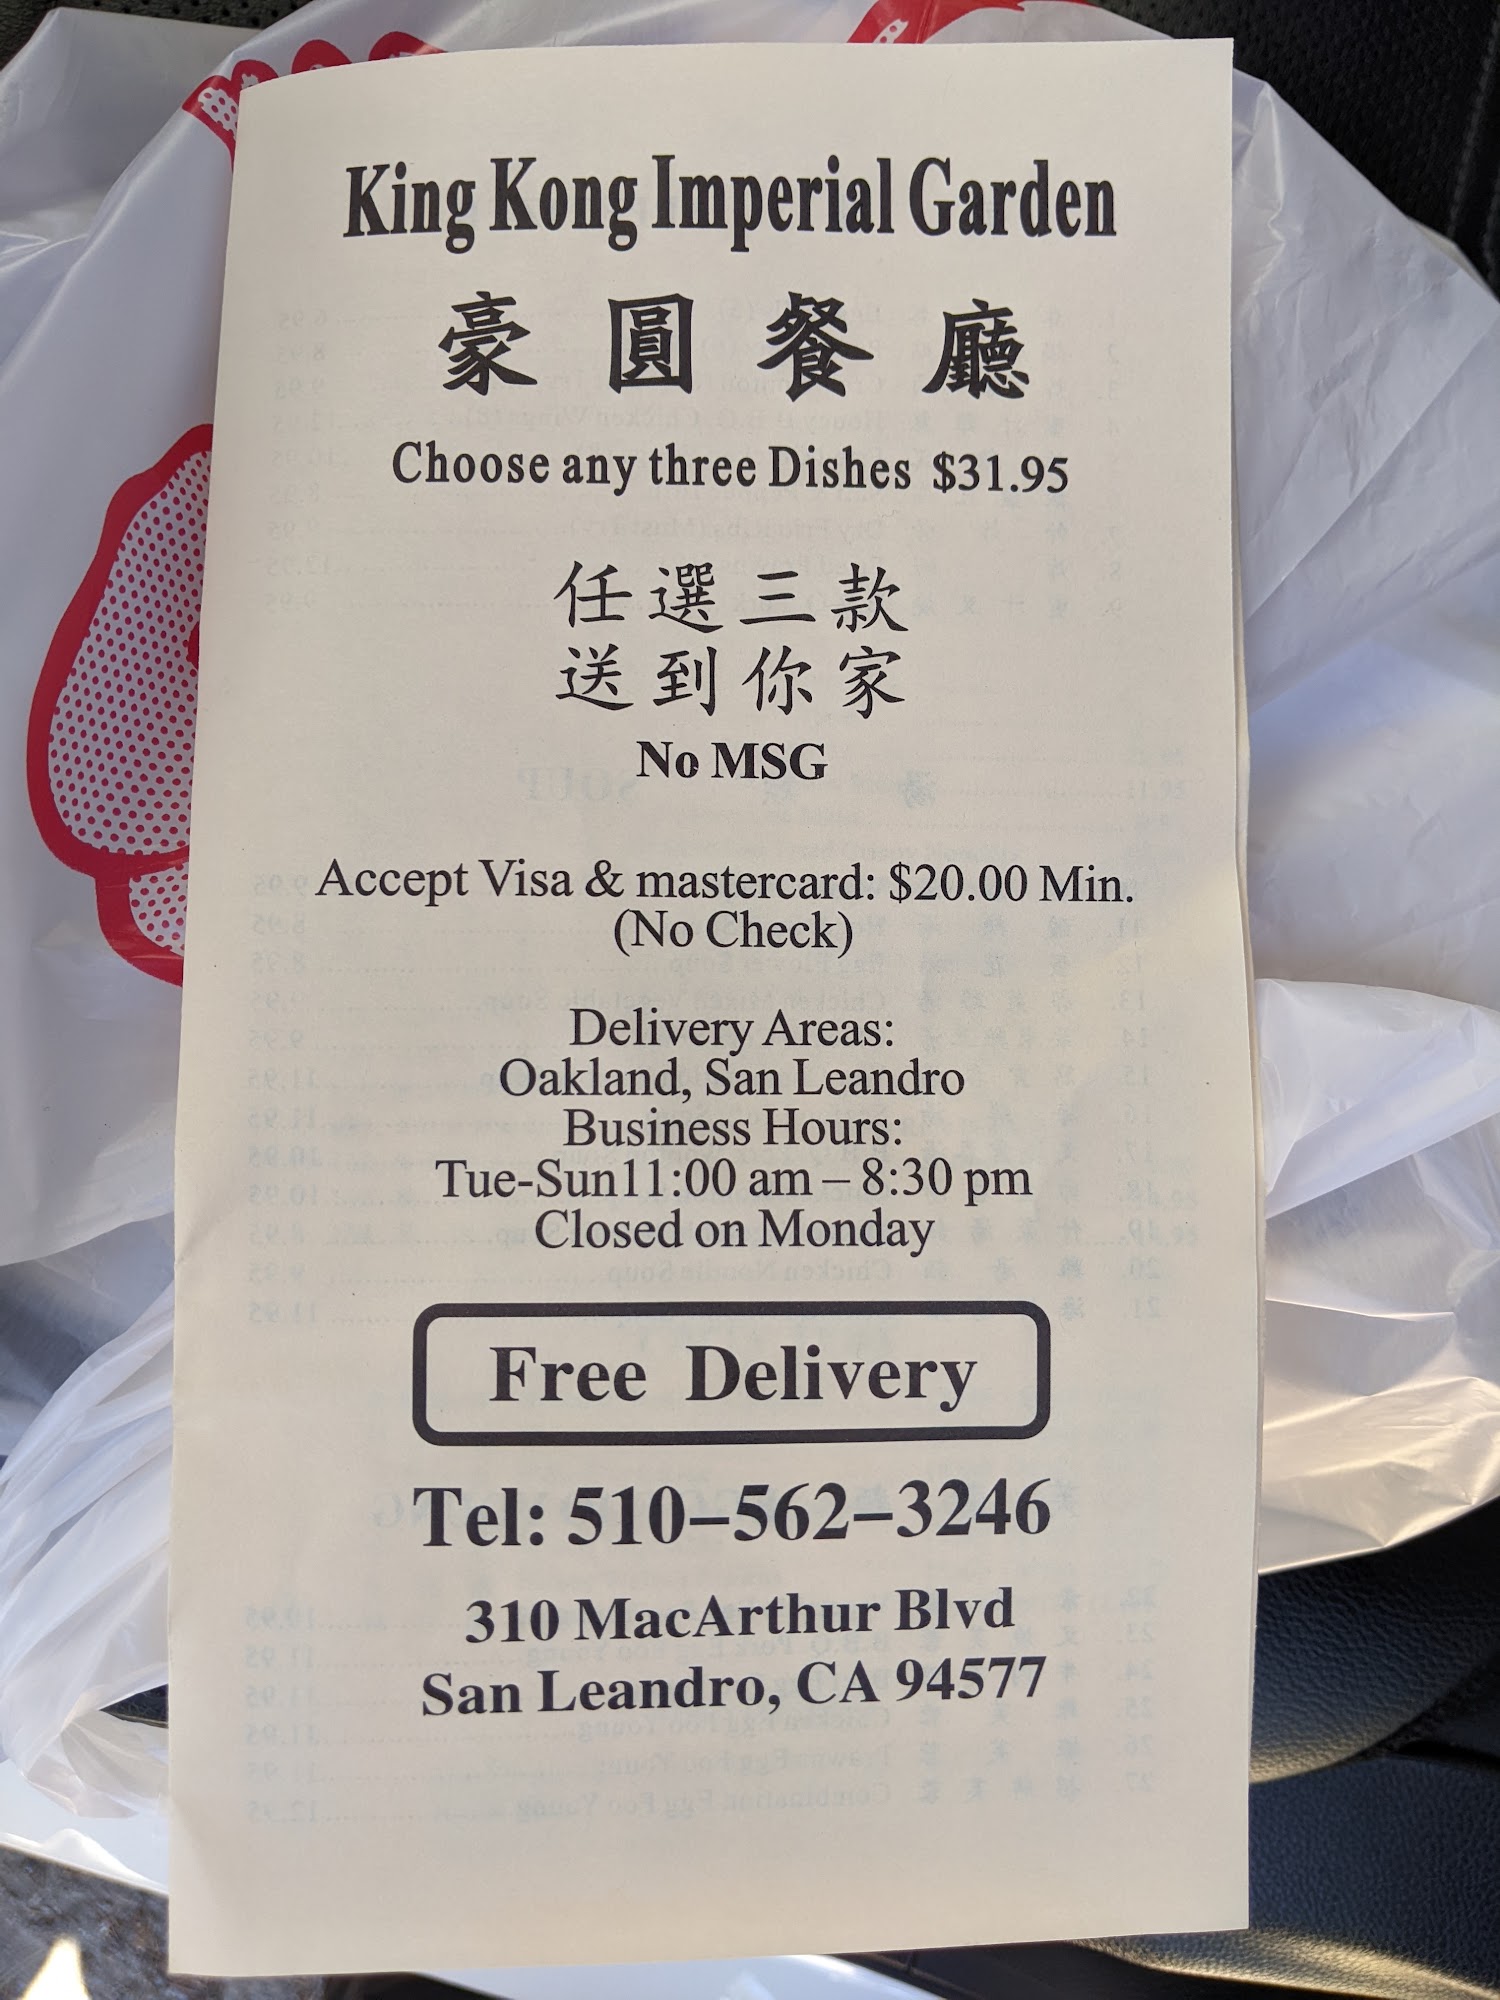 King Kong Imperial Garden
豪圓餐廳
Choose any three Dishes $31.95
任選三款
送到你家
No MSG
Accept Visa & mastercard: $20.00 Min.
(No Check)
Delivery Areas:
Oakland, San Leandro
Business Hours:
Tue-Sun11:00 am – 8:30 pm
Closed on Monday
Free Delivery
Tel: 510–562–3246
310 MacArthur Blvd
San Leandro, CA 94577